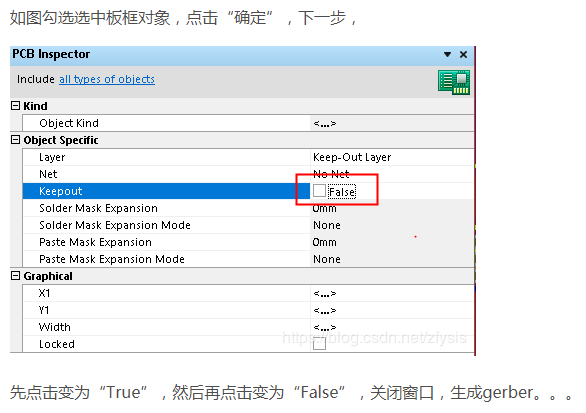 如图勾选选中板框对象，点击“确定”，下一步，
PCB Inspector
Include all types of objects
Kind
Object Kind <...>
Object Specific
Layer Keep-Out Layer
Net No Net
Keepout False
Solder Mask Expansion 0mm
Solder Mask Expansion Mode None
Paste Mask Expansion 0mm
Paste Mask Expansion Mode None
Graphical
X1 <...>
Y1 <...>
Width <...>
Locked
https://blog.csdn.net/zlysis
先点击变为“True”，然后再点击变为“False”，关闭窗口，生成gerber。。。